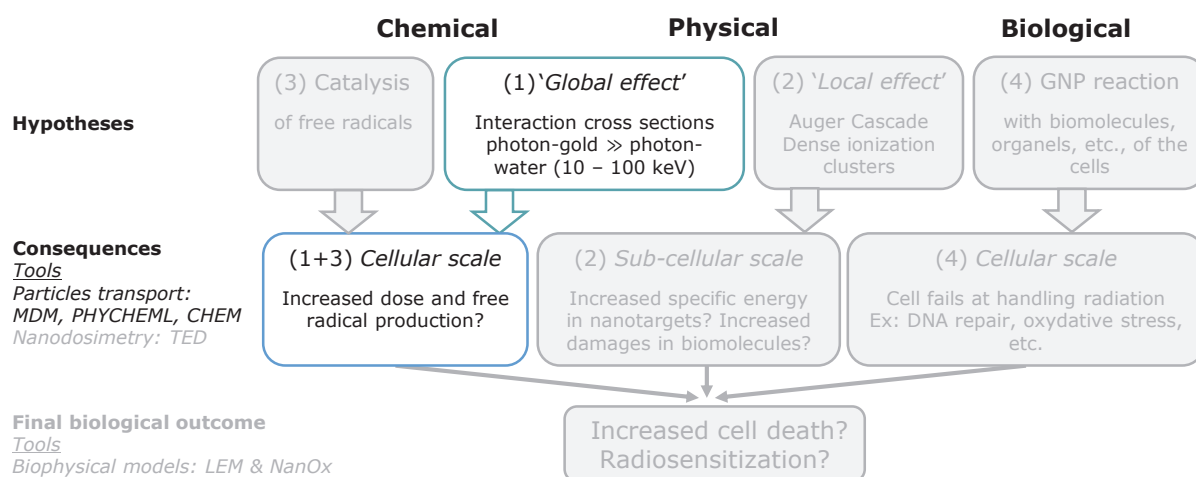 Chemical
Physical
Biological
Hypotheses
(3) Catalysis
of free radicals
(1) ‘Global effect’
Interaction cross sections
photon-gold ≫ photon-
water (10 – 100 keV)
(2) ‘Local effect’
Auger Cascade
Dense ionization
clusters
(4) GNP reaction
with biomolecules,
organels, etc., of the
cells
Consequences
Tools
Particles transport:
MDM, PHYCHEML, CHEM
Nanodosimetry: TED
(1+3) Cellular scale
Increased dose and free
radical production?
(2) Sub-cellular scale
Increased specific energy
in nanotargets? Increased
damages in biomolecules?
(4) Cellular scale
Cell fails at handling radiation
Ex: DNA repair, oxydative stress,
etc.
Final biological outcome
Tools
Biophysical models: LEM & NanOx
Increased cell death?
Radiosensitization?